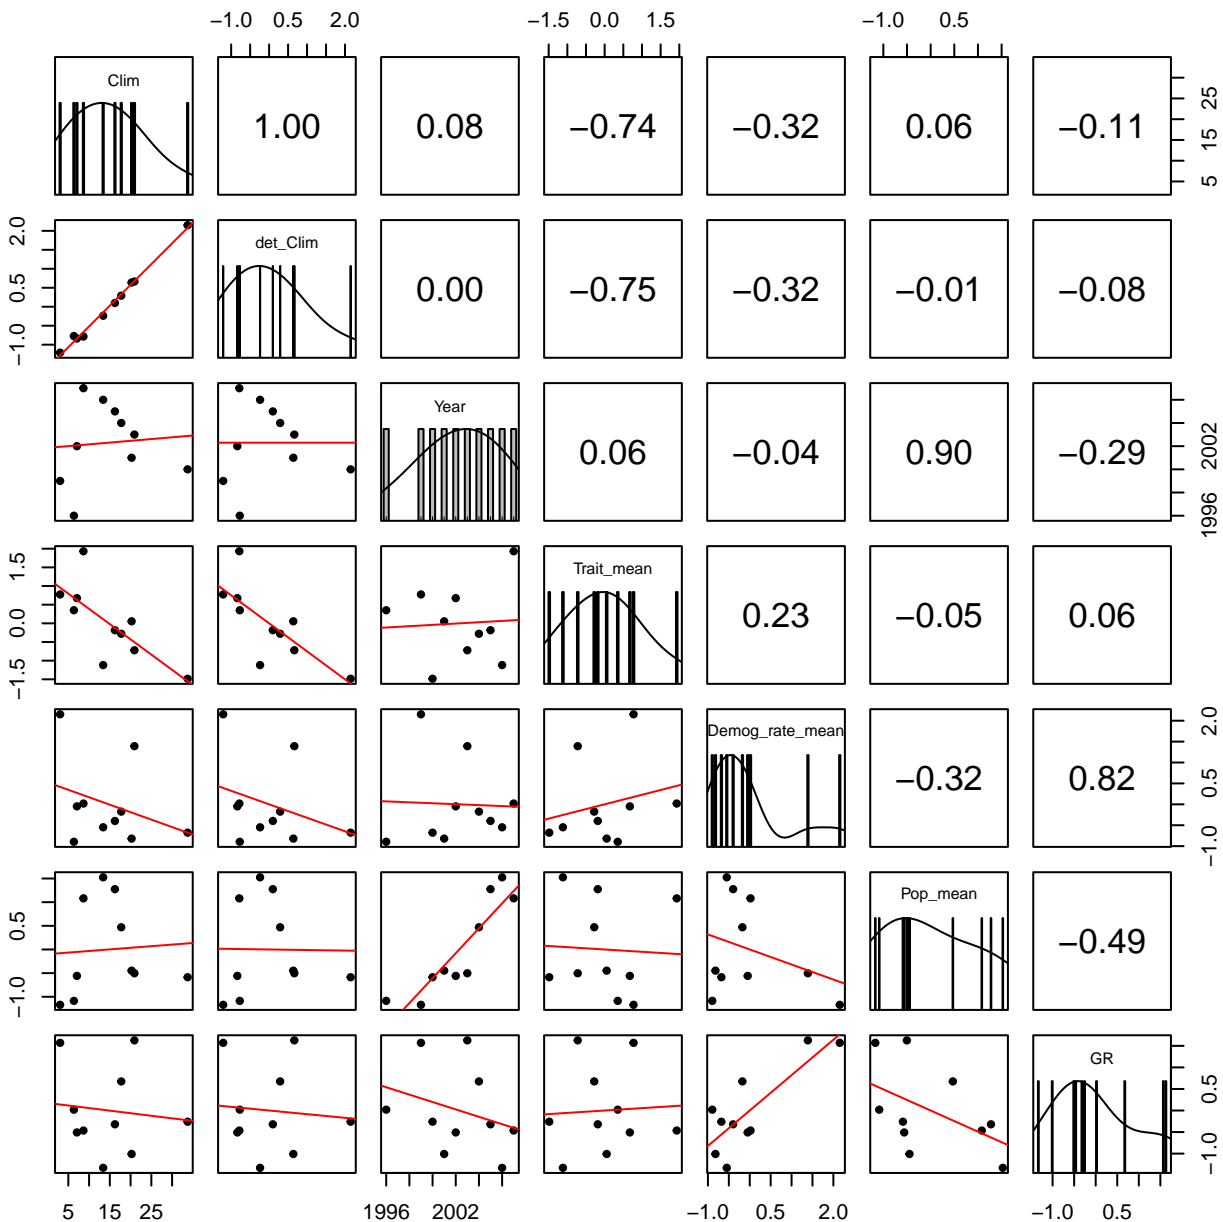 −1.0 0.5 2.0 −1.5 0.0 1.5 −1.0 0.5
Clim
1.00 0.08 −0.74 −0.32 0.06 −0.11
5 15 25
−1.0 0.5 2.0
det_Clim
0.00 −0.75 −0.32 −0.01 −0.08
Year
0.06 −0.04 0.90 −0.29
1996 2002
−1.5 0.0 1.5
Trait_mean
0.23 −0.05 0.06
Demog_rate_mean
−0.32 0.82
−1.0 0.5 2.0
−1.0 0.5
Pop_mean
−0.49
GR
−1.0 0.5
5 15 25 1996 2002 −1.0 0.5 2.0 −1.0 0.5